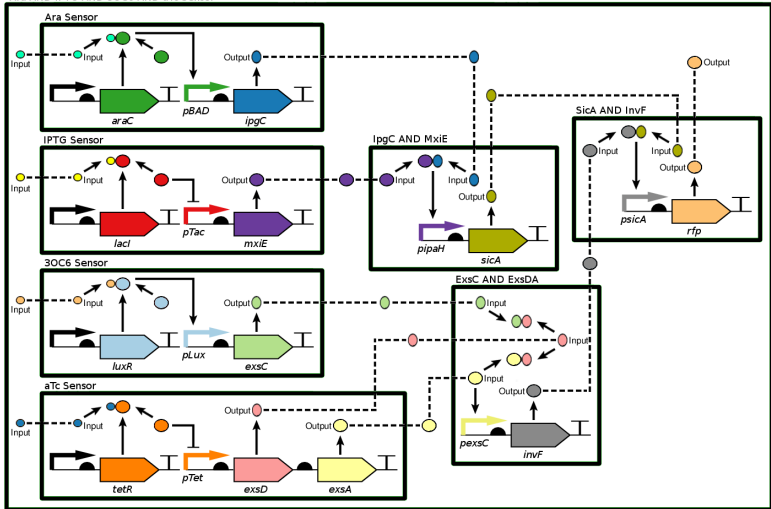 Ara Sensor
Input
Input
Output
araC
pBAD
ipgC
IPTG Sensor
Input
Input
Output
lacI
pTac
mxiE
IpgC AND MxiE
Input
Input
Output
pipaH
sicA
Output
SicA AND InvF
Input
Input
Output
psicA
rfp
3OC6 Sensor
Input
Input
Output
luxR
pLux
exsC
ExsC AND ExsDA
Input
Input
Input
Output
pexsC
invF
aTc Sensor
Input
Input
Output
Output
tetR
pTet
exsD
exsA